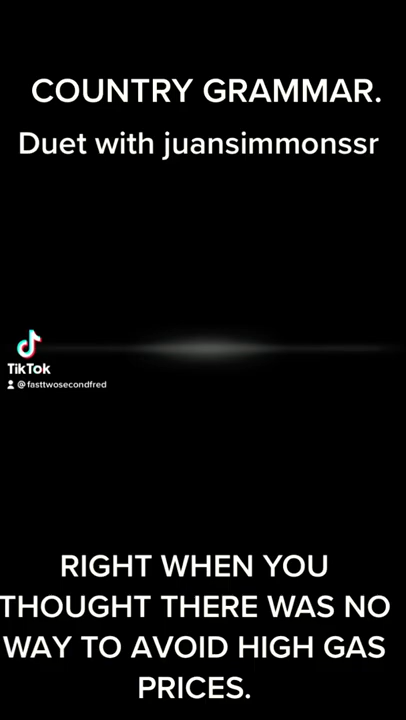 COUNTRY GRAMMAR.
Duet with juansimmonssr
TikTok
@fasttwosecondfred
RIGHT WHEN YOU
THOUGHT THERE WAS NO
WAY TO AVOID HIGH GAS
PRICES.